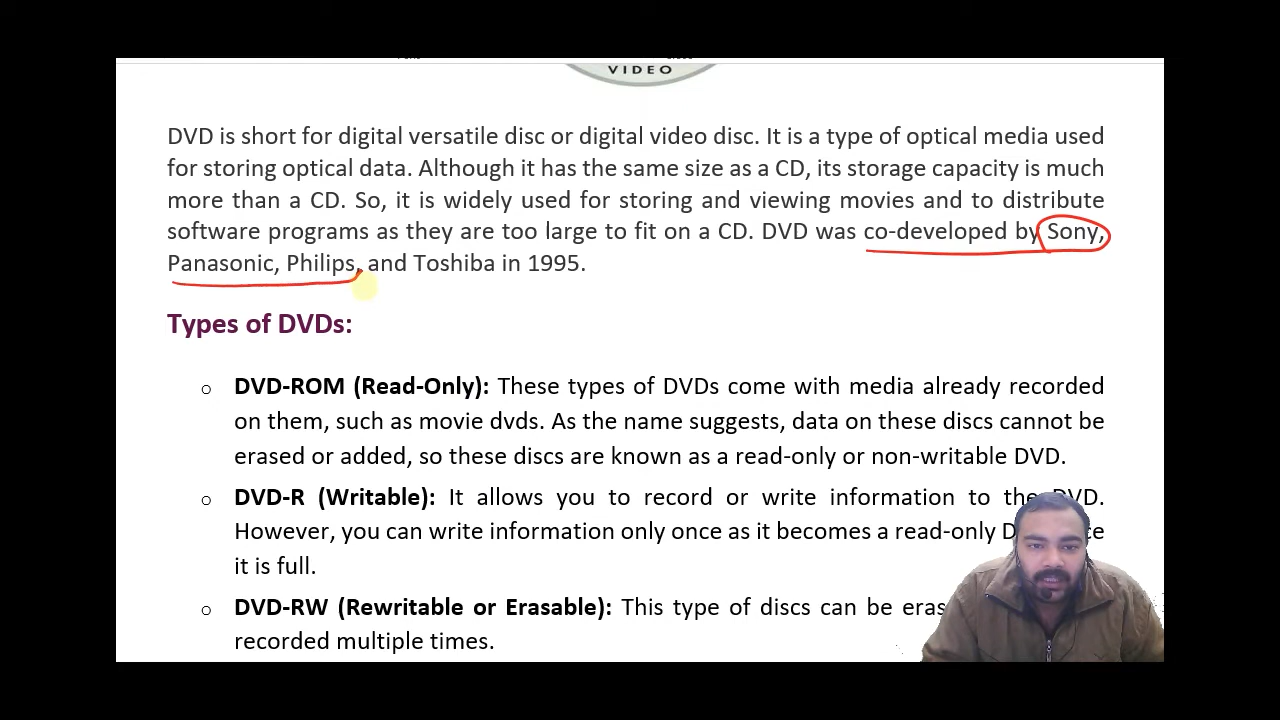 VIDEO
DVD is short for digital versatile disc or digital video disc. It is a type of optical media used
for storing optical data. Although it has the same size as a CD, its storage capacity is much
more than a CD. So, it is widely used for storing and viewing movies and to distribute
software programs as they are too large to fit on a CD. DVD was co-developed by Sony,
Panasonic, Philips, and Toshiba in 1995.
Types of DVDs:
o DVD-ROM (Read-Only): These types of DVDs come with media already recorded
on them, such as movie dvds. As the name suggests, data on these discs cannot be
erased or added, so these discs are known as a read-only or non-writable DVD.
o DVD-R (Writable): It allows you to record or write information to the DVD.
However, you can write information only once as it becomes a read-only
it is full.
o DVD-RW (Rewritable or Erasable): This type of discs can be
recorded multiple times.